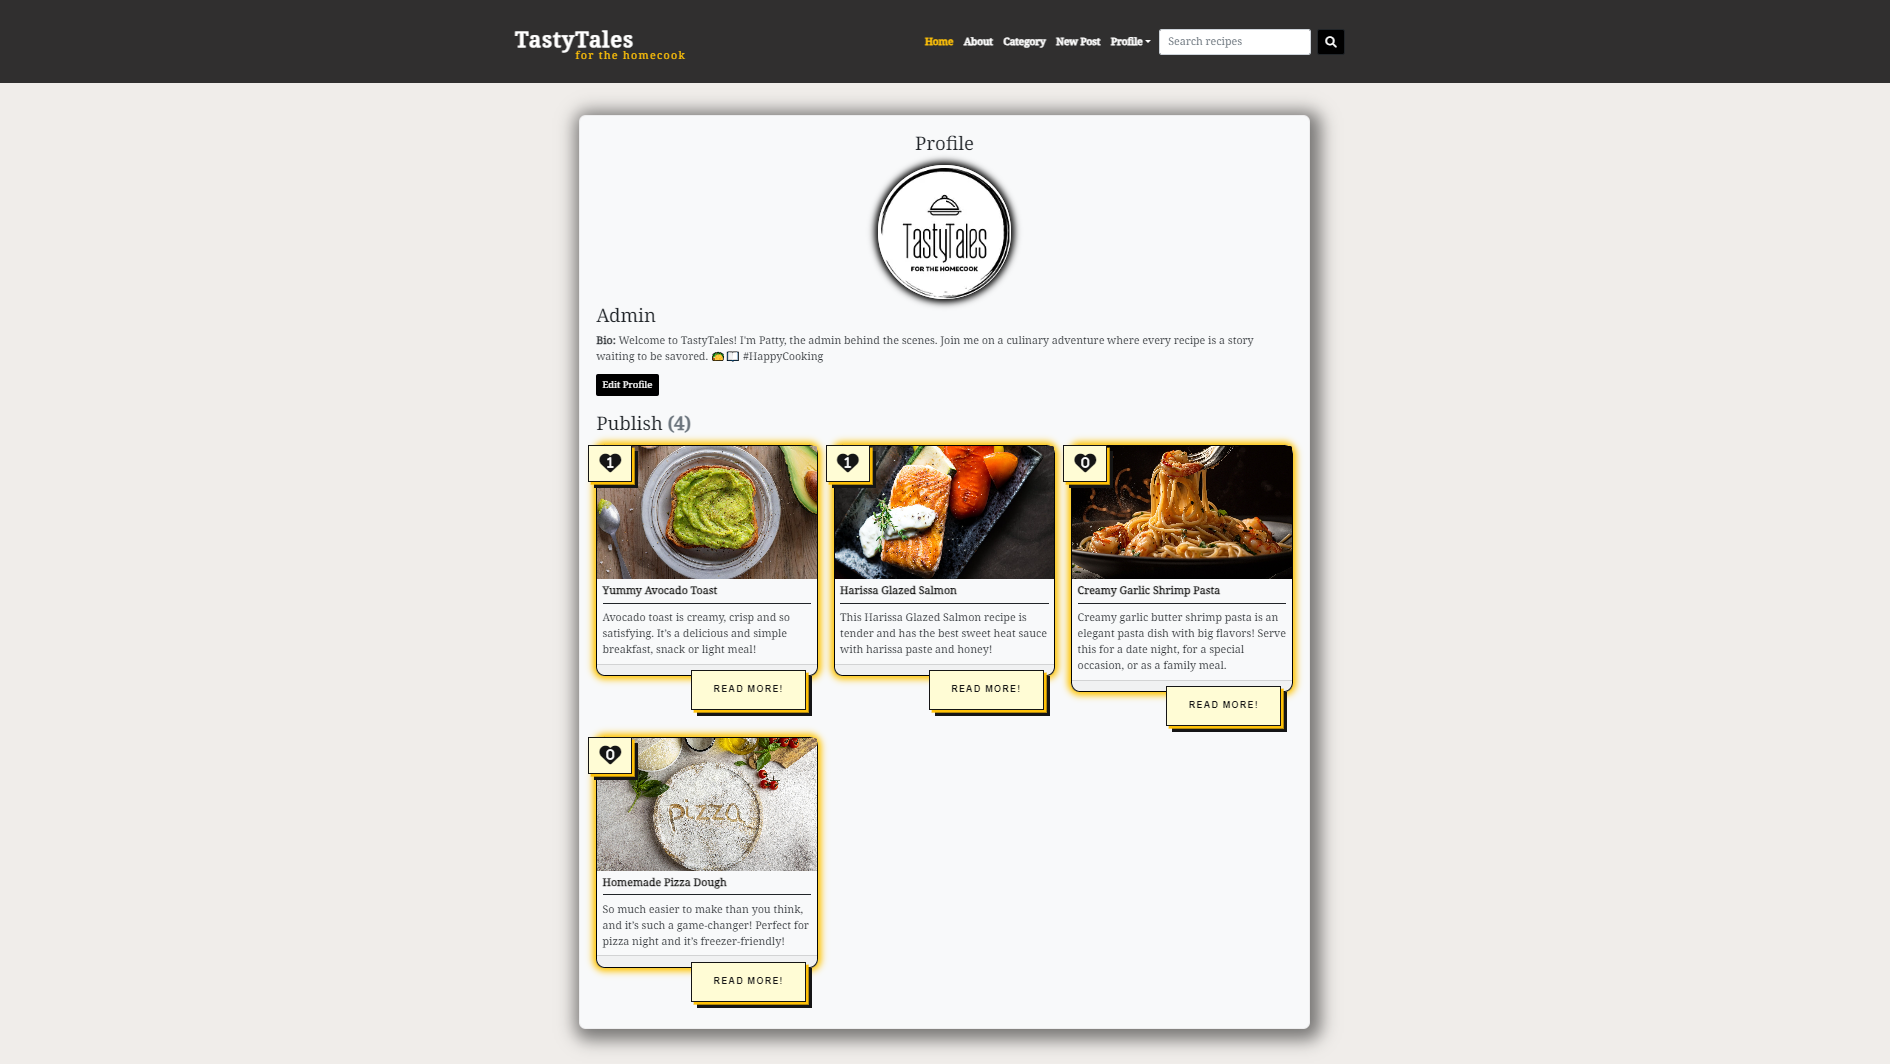 TastyTales
for the homecook
Home About Category New Post Profile Search recipes
Profile
TastyTales
FOR THE HOMECOOK
Admin
Bio: Welcome to TastyTales! I'm Patty, the admin behind the scenes. Join me on a culinary adventure where every recipe is a story
waiting to be savored. 🌮📖 #HappyCooking
Edit Profile
Publish (4)
1
Yummy Avocado Toast
Avocado toast is creamy, crisp and so
satisfying. It's a delicious and simple
breakfast, snack or light meal!
READ MORE!
1
Harissa Glazed Salmon
This Harissa Glazed Salmon recipe is
tender and has the best sweet heat sauce
with harissa paste and honey!
READ MORE!
0
Creamy Garlic Shrimp Pasta
Creamy garlic butter shrimp pasta is an
elegant pasta dish with big flavors! Serve
this for a date night, for a special
occasion, or as a family meal.
READ MORE!
0
pizza
Homemade Pizza Dough
So much easier to make than you think,
and it's such a game-changer! Perfect for
pizza night and it's freezer-friendly!
READ MORE!